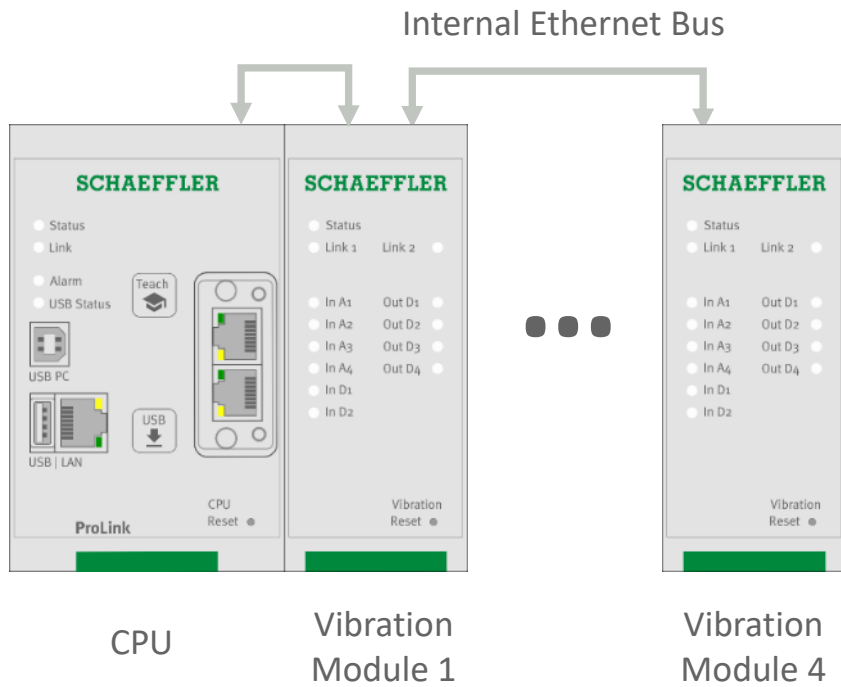 Internal Ethernet Bus
SCHAEFFLER
Status
Link
Alarm
USB Status
Teach
USB PC
USB
USB | LAN
CPU
Reset
ProLink
SCHAEFFLER
Status
Link 1 Link 2
In A1 Out D1
In A2 Out D2
In A3 Out D3
In A4 Out D4
In D1
In D2
Vibration
Reset
SCHAEFFLER
Status
Link 1 Link 2
In A1 Out D1
In A2 Out D2
In A3 Out D3
In A4 Out D4
In D1
In D2
Vibration
Reset
CPU
Vibration
Module 1
Vibration
Module 4